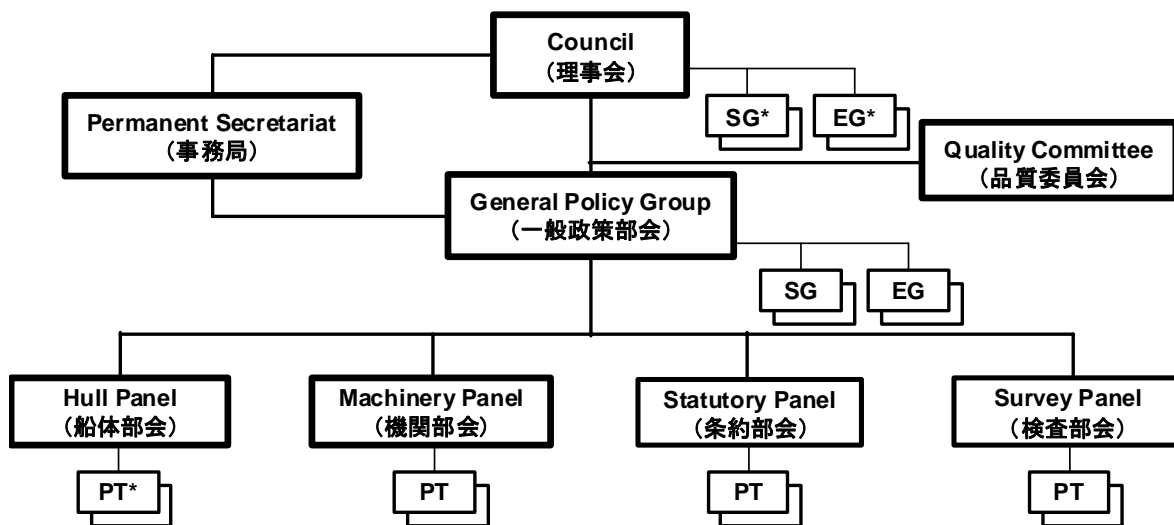 Council
（理事会）
SG*
EG*
Permanent Secretariat
（事務局）
Quality Committee
（品質委員会）
General Policy Group
（一般政策部会）
SG
EG
Hull Panel
（船体部会）
Machinery Panel
（機関部会）
Statutory Panel
（条約部会）
Survey Panel
（検査部会）
PT*
PT
PT
PT